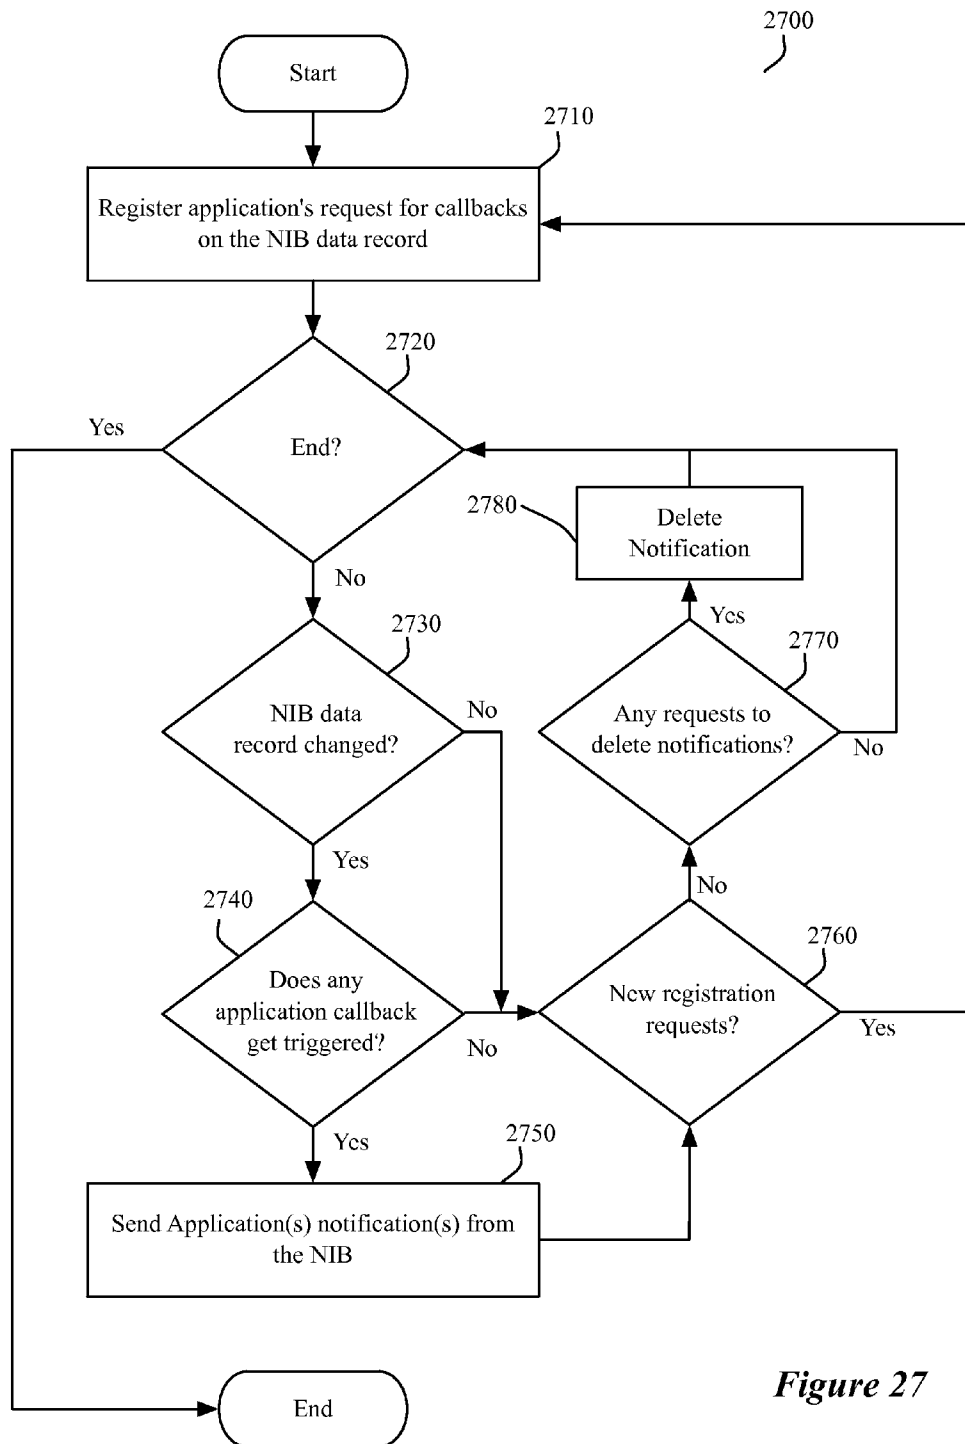 2700
Start
2710
Register application's request for callbacks
on the NIB data record
2720
Yes
End?
2780
Delete
Notification
No
Yes
2730
2770
NIB data
record changed?
No
Any requests to
delete notifications?
No
Yes
No
2740
2760
Does any
application callback
get triggered?
No
New registration
requests?
Yes
Yes
2750
Send Application(s) notification(s) from
the NIB
End
Figure 27